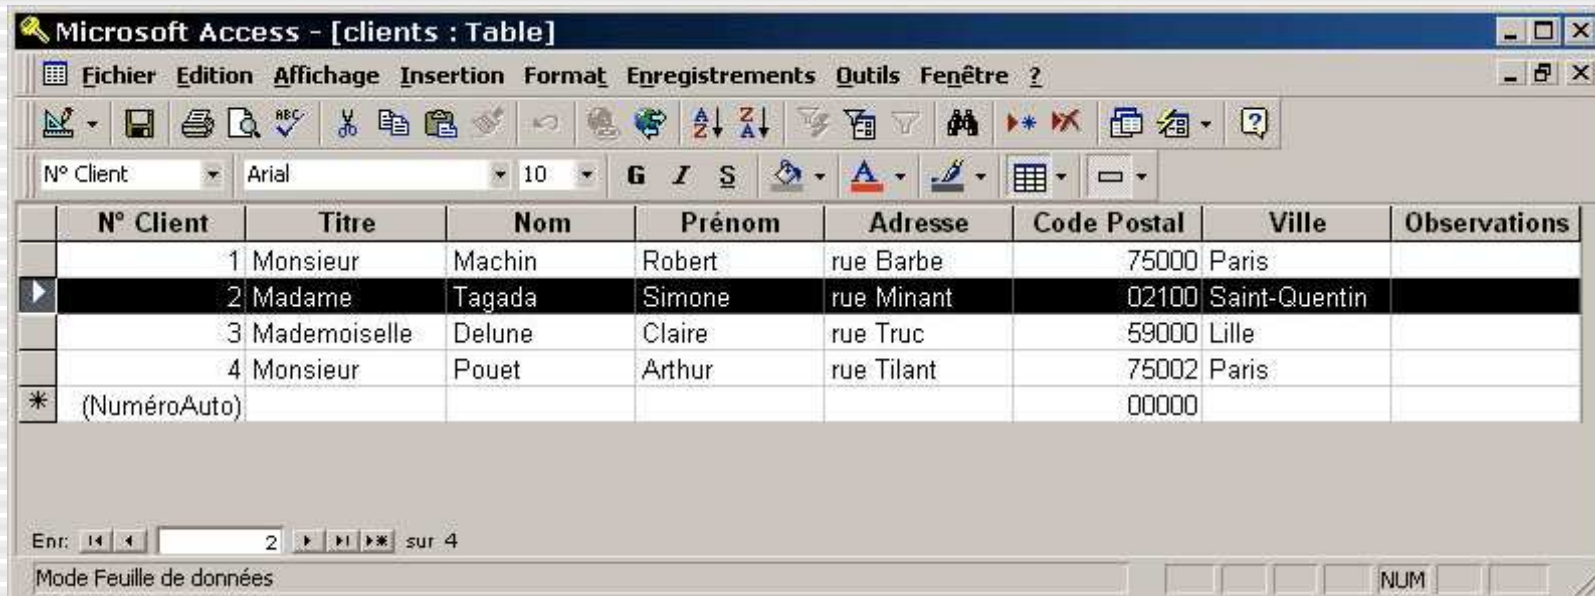 Microsoft Access - [clients : Table]
Fichier Edition Affichage Insertion Format Enregistrements Outils Fenêtre ?
N° Client Arial 10 G I S A
N° Client Titre Nom Prénom Adresse Code Postal Ville Observations
1 Monsieur Machin Robert rue Barbe 75000 Paris
2 Madame Tagada Simone rue Minant 02100 Saint-Quentin
3 Mademoiselle Delune Claire rue Truc 59000 Lille
4 Monsieur Pouet Arthur rue Tilant 75002 Paris
(NuméroAuto) 00000
Enr: 2 sur 4
Mode Feuille de données NUM